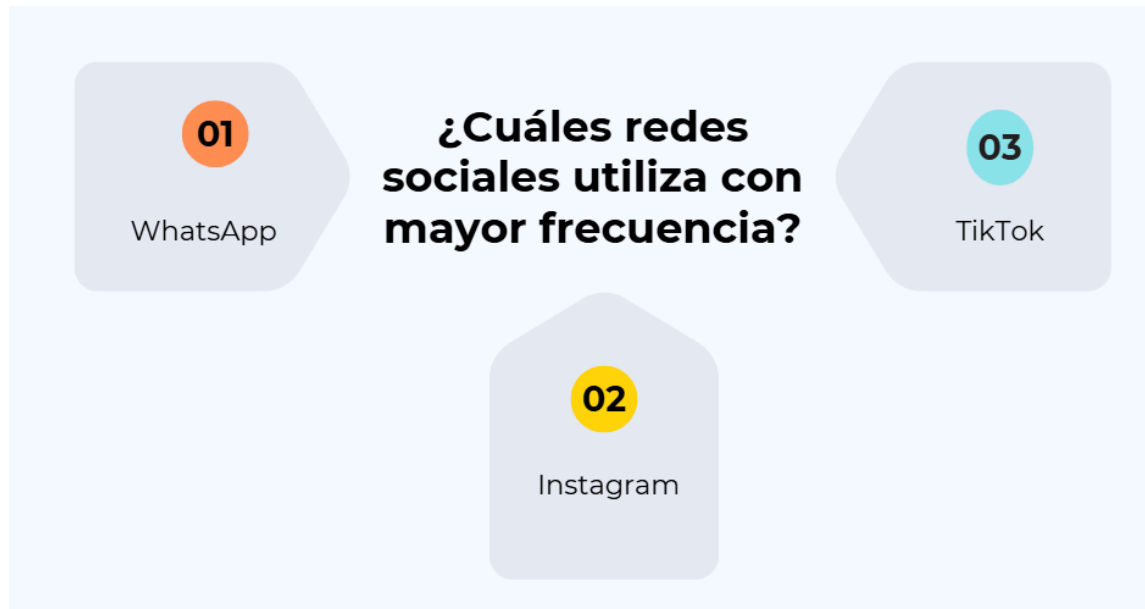 ¿Cuáles redes
sociales utiliza con
mayor frecuencia?
01
WhatsApp
02
Instagram
03
TikTok